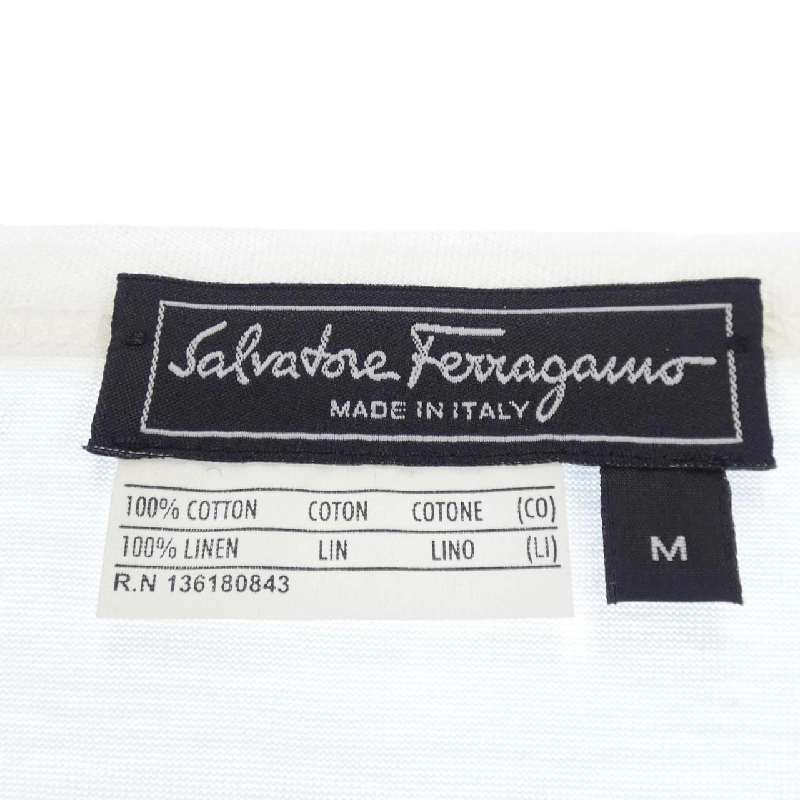 Salvatore Ferragamo
MADE IN ITALY
100% COTTON COTON COTONE (CO)
100% LINEN LIN LINO (LI)
R.N 136180843
M